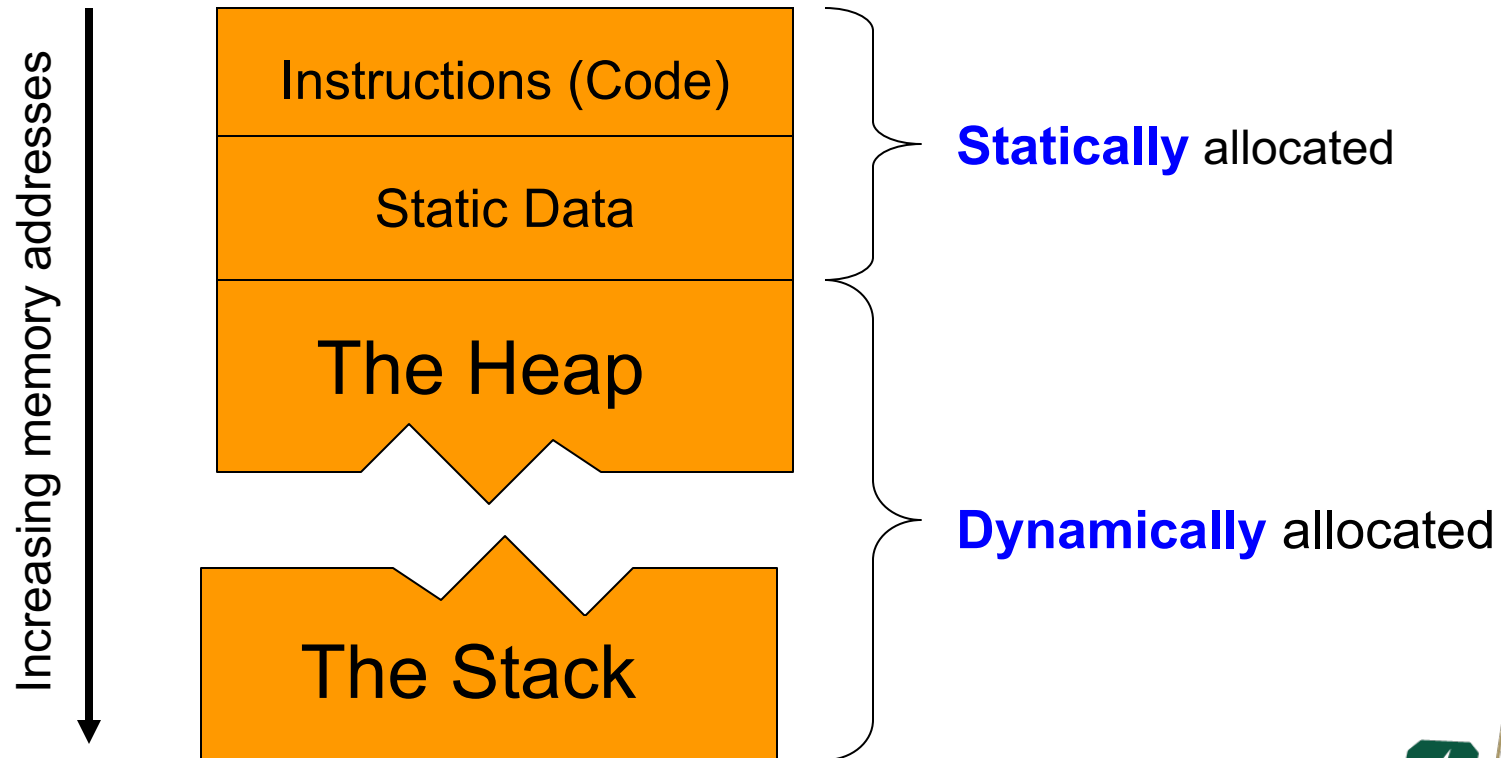 Increasing memory addresses
Instructions (Code)
Statically allocated
Static Data
The Heap
Dynamically allocated
The Stack